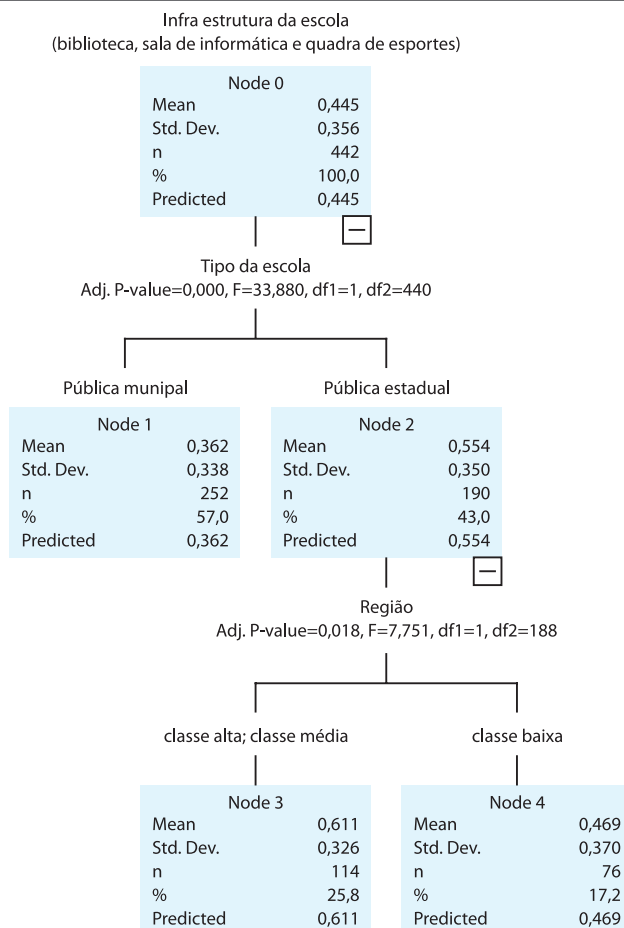 Infra estrutura da escola
(biblioteca, sala de informática e quadra de esportes)
Node 0
Mean 0,445
Std. Dev. 0,356
n 442
% 100,0
Predicted 0,445
Tipo da escola
Adj. P-value=0,000, F=33,880, df1=1, df2=440
Pública munipal
Node 1
Mean 0,362
Std. Dev. 0,338
n 252
% 57,0
Predicted 0,362
Pública estadual
Node 2
Mean 0,554
Std. Dev. 0,350
n 190
% 43,0
Predicted 0,554
Região
Adj. P-value=0,018, F=7,751, df1=1, df2=188
classe alta; classe média
Node 3
Mean 0,611
Std. Dev. 0,326
n 114
% 25,8
Predicted 0,611
classe baixa
Node 4
Mean 0,469
Std. Dev. 0,370
n 76
% 17,2
Predicted 0,469